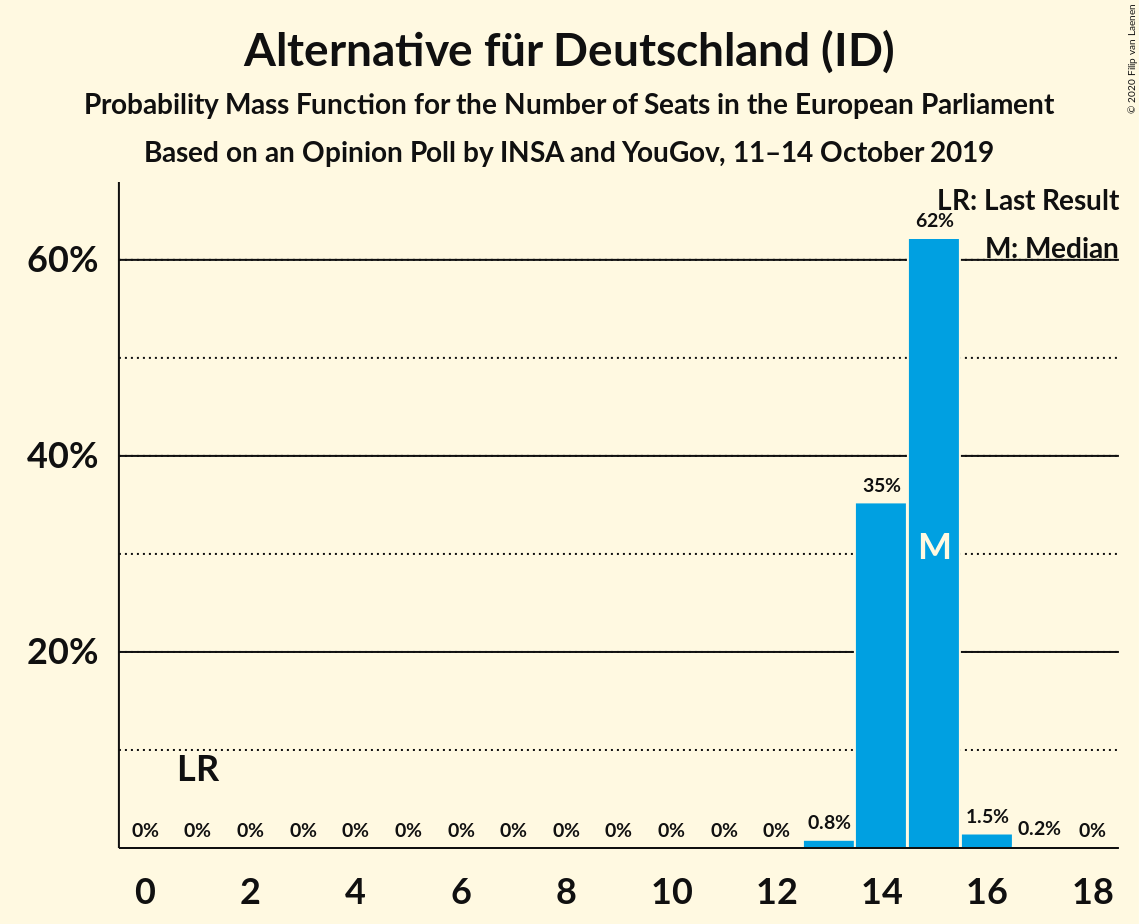 Alternative für Deutschland (ID)
Probability Mass Function for the Number of Seats in the European Parliament
Based on an Opinion Poll by INSA and YouGov, 11–14 October 2019
© 2020 Filip van Laenen
LR: Last Result
M: Median
62%
60%
40%
35%
M
20%
LR
0% 0% 0% 0% 0% 0% 0% 0% 0% 0% 0% 0% 0% 0.8% 1.5% 0.2% 0%
0 2 4 6 8 10 12 14 16 18